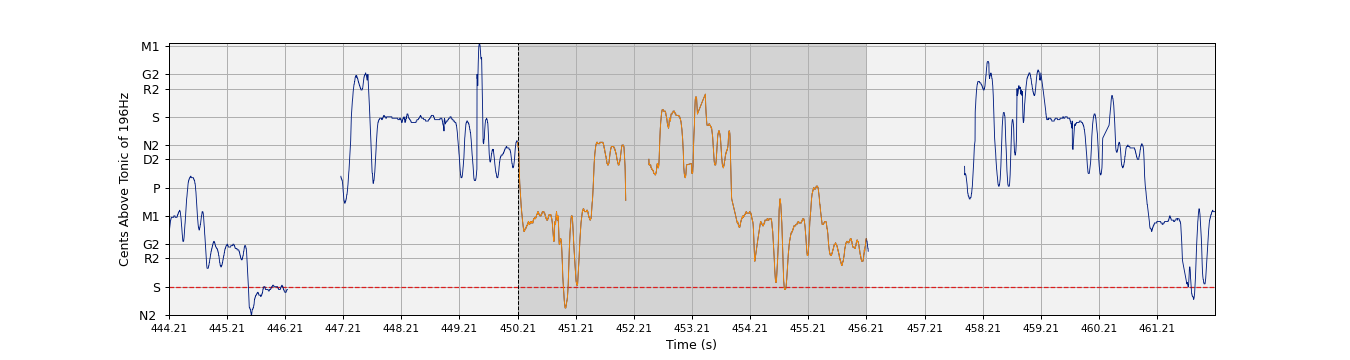 M1
G2
R2
S
N2
D2
P
M1
G2
R2
S
N2
Cents Above Tonic of 196Hz
444.21 445.21 446.21 447.21 448.21 449.21 450.21 451.21 452.21 453.21 454.21 455.21 456.21 457.21 458.21 459.21 460.21 461.21
Time (s)